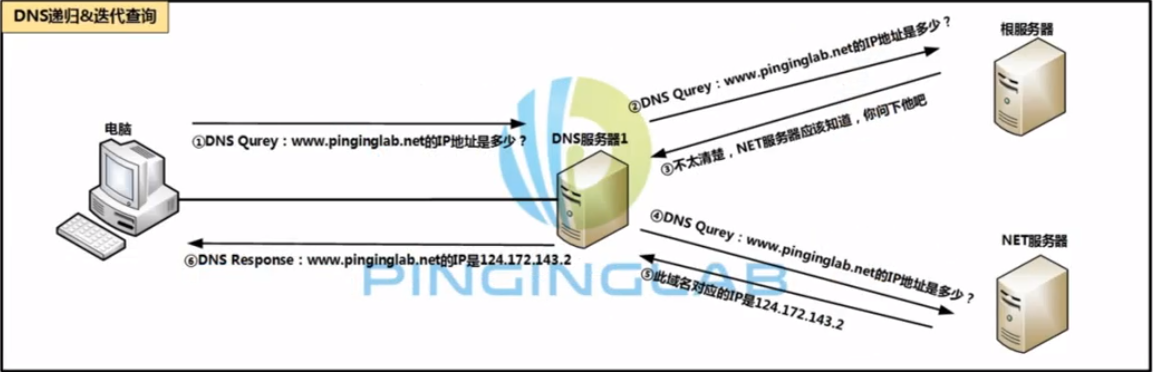 DNS递归&迭代查询
根服务器
②DNS Qurey：www.pinginglab.net的IP地址是多少？
电脑
①DNS Qurey：www.pinginglab.net的IP地址是多少？
DNS服务器1
③不太清楚，NET服务器应该知道，你问下他吧
④DNS Qurey：www.pinginglab.net的IP地址是多少？
NET服务器
⑥DNS Response：www.pinginglab.net的IP是124.172.143.2
⑤此域名对应的IP是124.172.143.2
PINGINGLAB